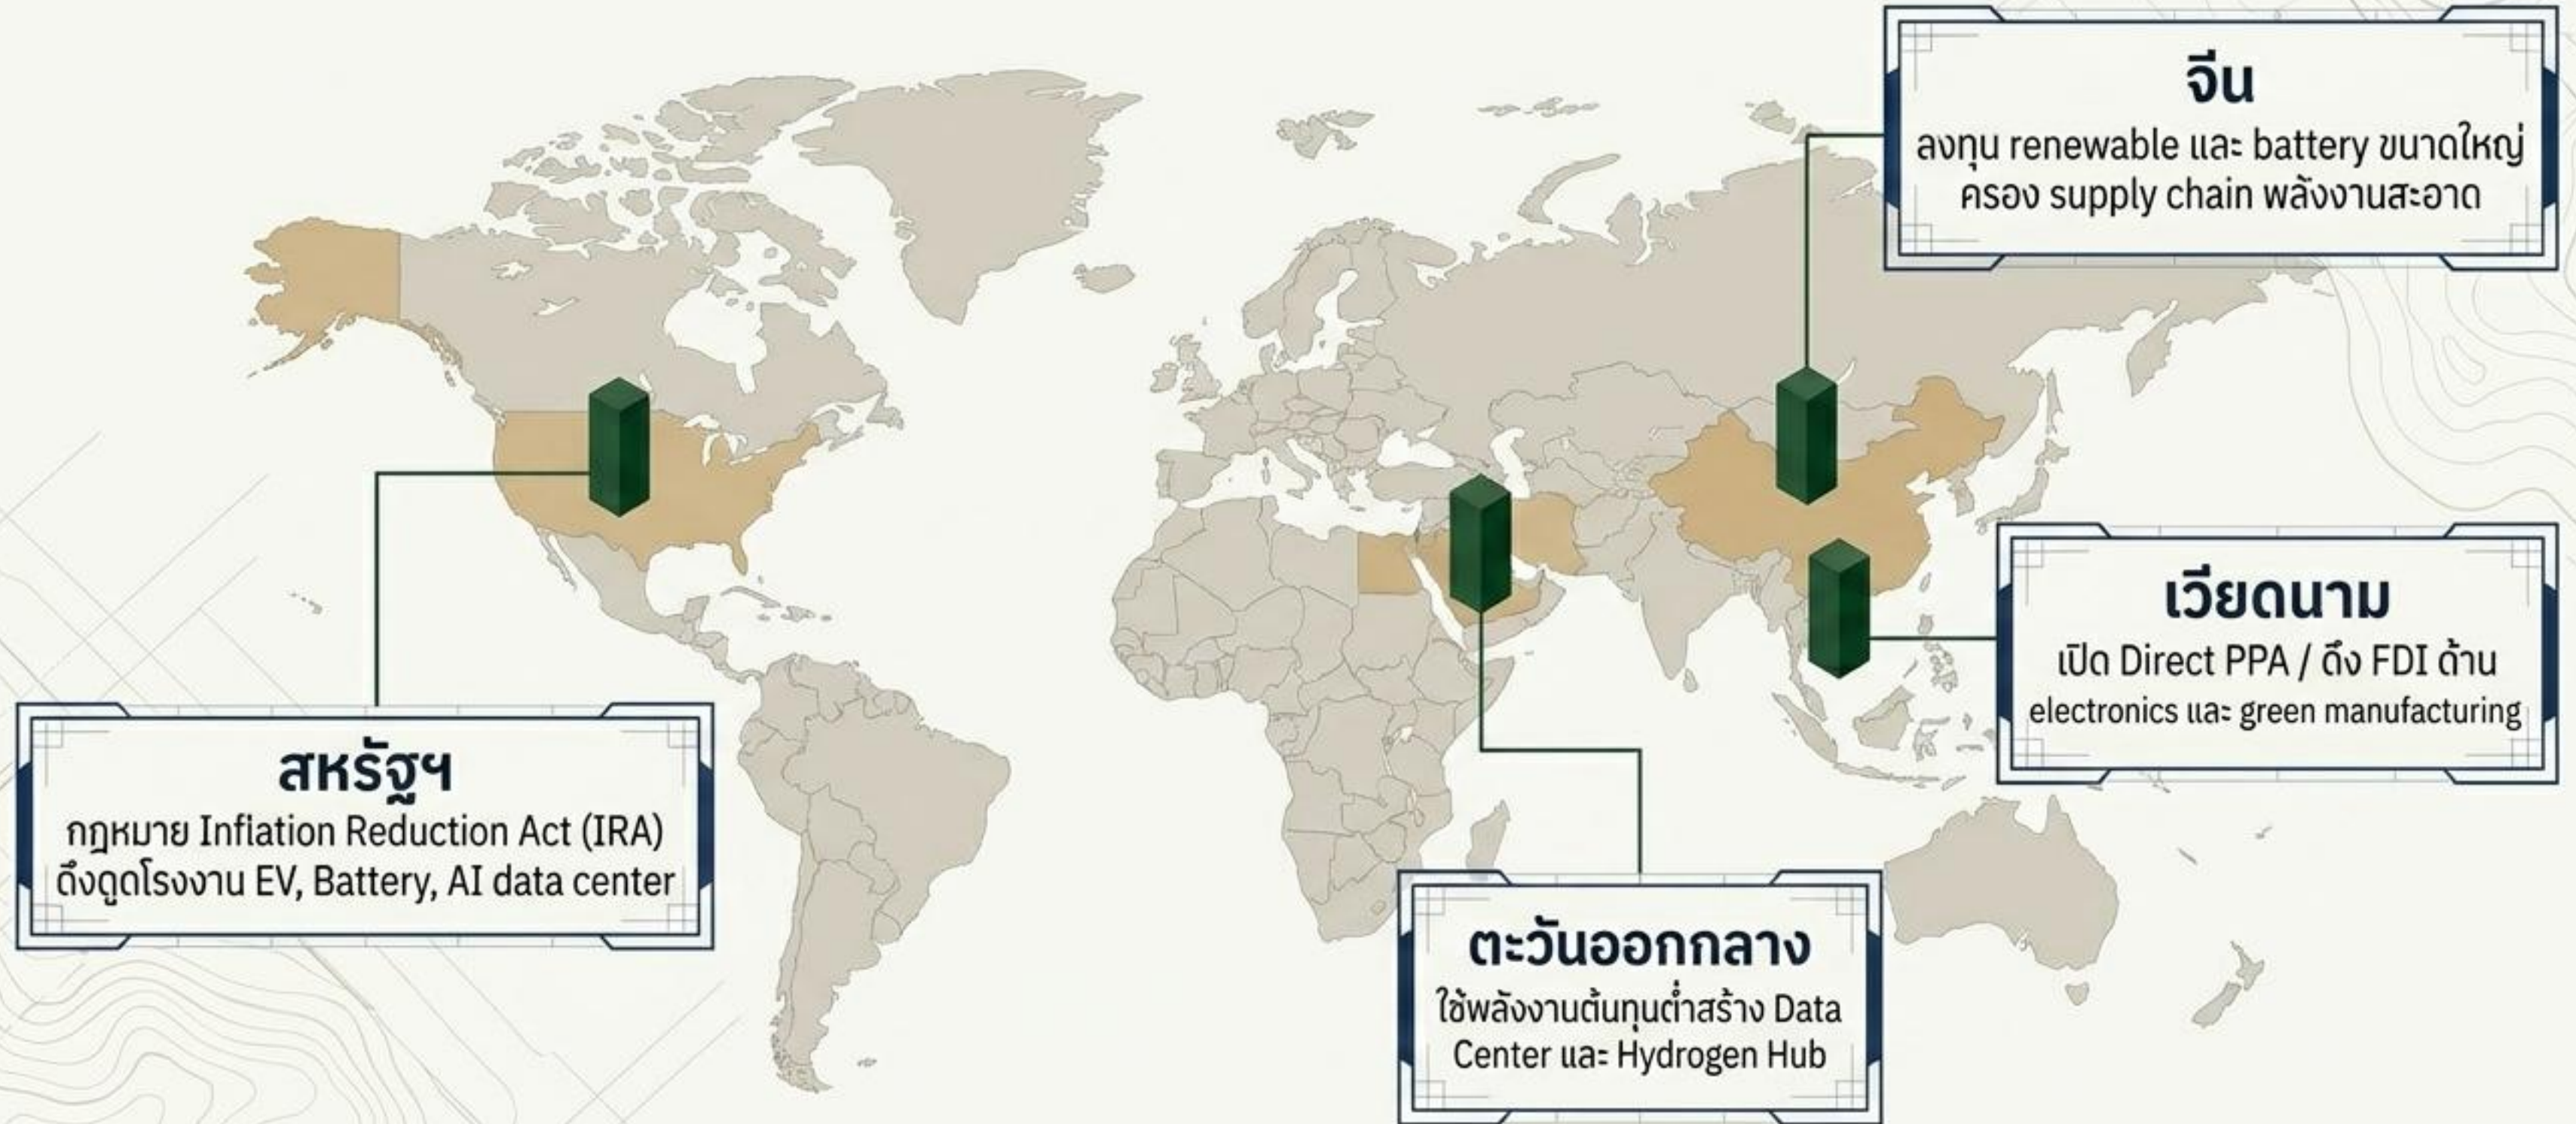 จีน
ลงทุน renewable และ battery ขนาดใหญ่
ครอง supply chain พลังงานสะอาด
เวียดนาม
เปิด Direct PPA / ดึง FDI ด้าน
electronics และ green manufacturing
สหรัฐฯ
กฎหมาย Inflation Reduction Act (IRA)
ดึงดูดโรงงาน EV, Battery, AI data center
ตะวันออกกลาง
ใช้พลังงานต้นทุนต่ำสร้าง Data
Center และ Hydrogen Hub